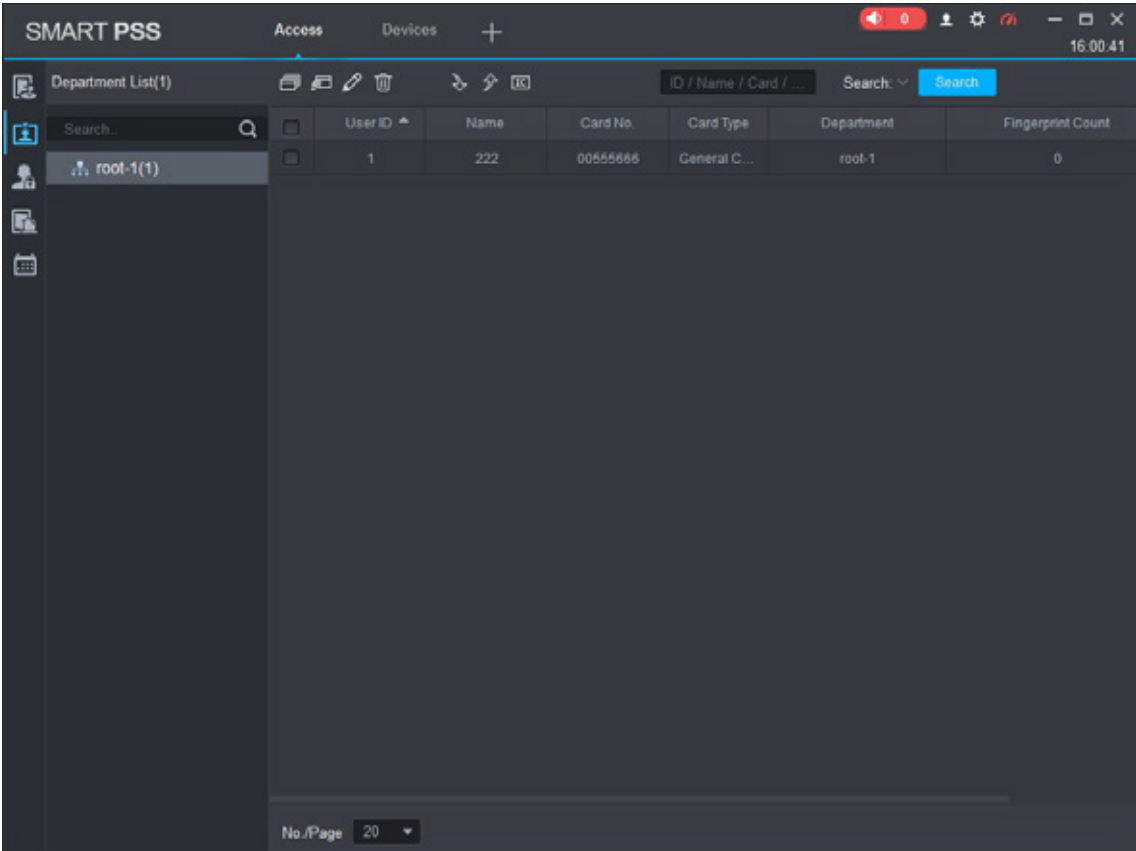 SMART PSS
Access
Devices
0
16:00:41
Department List(1)
ID / Name / Card / ...
Search:
Search
Search..
User ID
Name
Card No.
Card Type
Department
Fingerprint Count
root-1(1)
1
222
00555666
General C...
root-1
0
No./Page
20